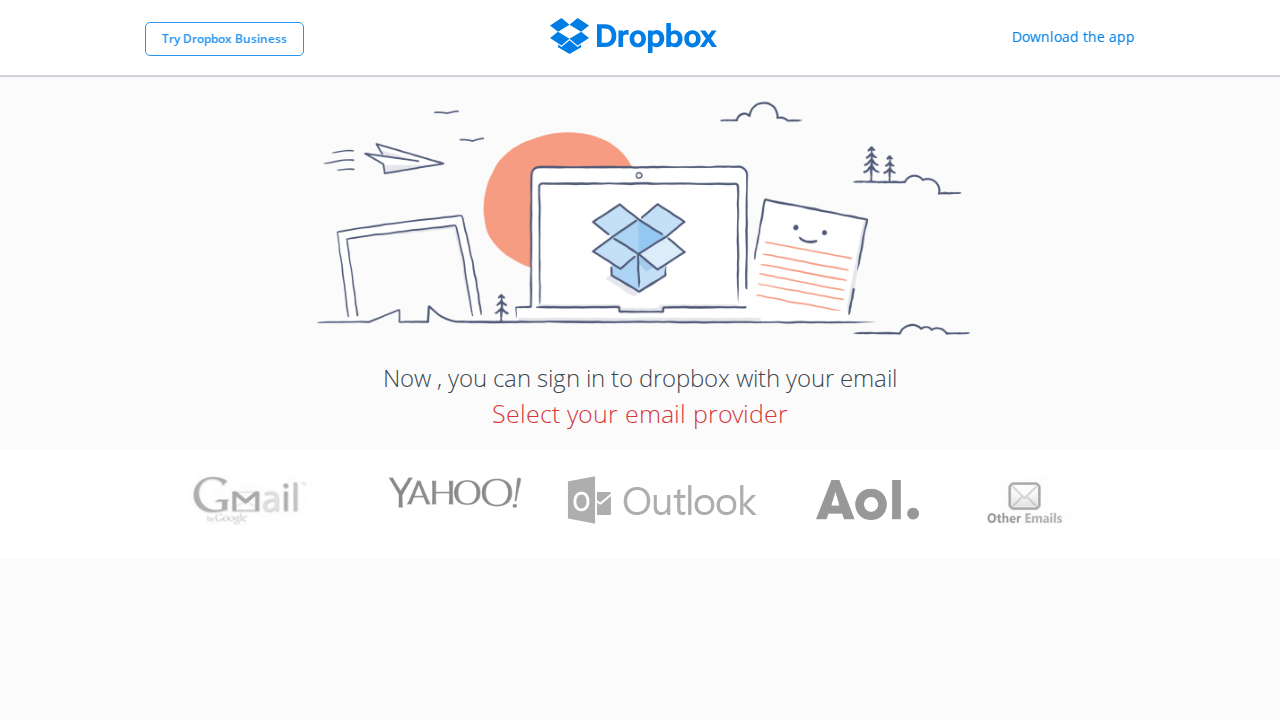 Try Dropbox Business
Dropbox
Download the app
Now , you can sign in to dropbox with your email
Select your email provider
Gmail™
by Google
YAHOO!
O Outlook
Aol.
Other Emails